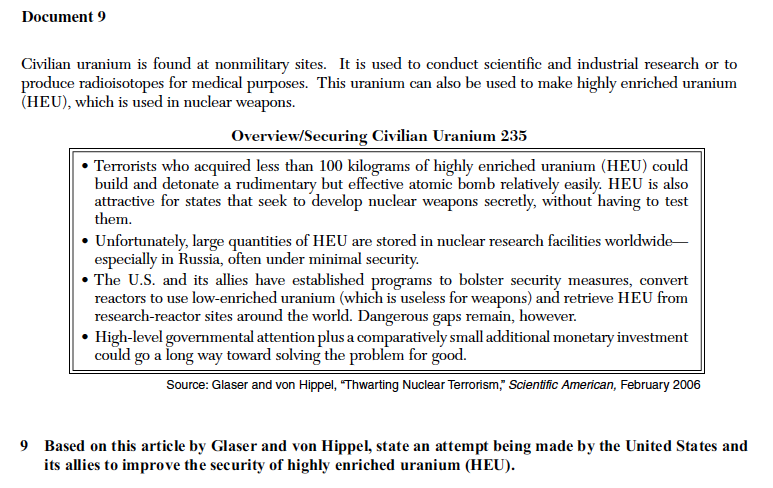 Document 9
Civilian uranium is found at nonmilitary sites. It is used to conduct scientific and industrial research or to
produce radioisotopes for medical purposes. This uranium can also be used to make highly enriched uranium
(HEU), which is used in nuclear weapons.
Overview/Securing Civilian Uranium 235
• Terrorists who acquired less than 100 kilograms of highly enriched uranium (HEU) could
build and detonate a rudimentary but effective atomic bomb relatively easily. HEU is also
attractive for states that seek to develop nuclear weapons secretly, without having to test
them.
• Unfortunately, large quantities of HEU are stored in nuclear research facilities worldwide—
especially in Russia, often under minimal security.
• The U.S. and its allies have established programs to bolster security measures, convert
reactors to use low-enriched uranium (which is useless for weapons) and retrieve HEU from
research-reactor sites around the world. Dangerous gaps remain, however.
• High-level governmental attention plus a comparatively small additional monetary investment
could go a long way toward solving the problem for good.
Source: Glaser and von Hippel, “Thwarting Nuclear Terrorism,” Scientific American, February 2006
9 Based on this article by Glaser and von Hippel, state an attempt being made by the United States and
its allies to improve the security of highly enriched uranium (HEU).